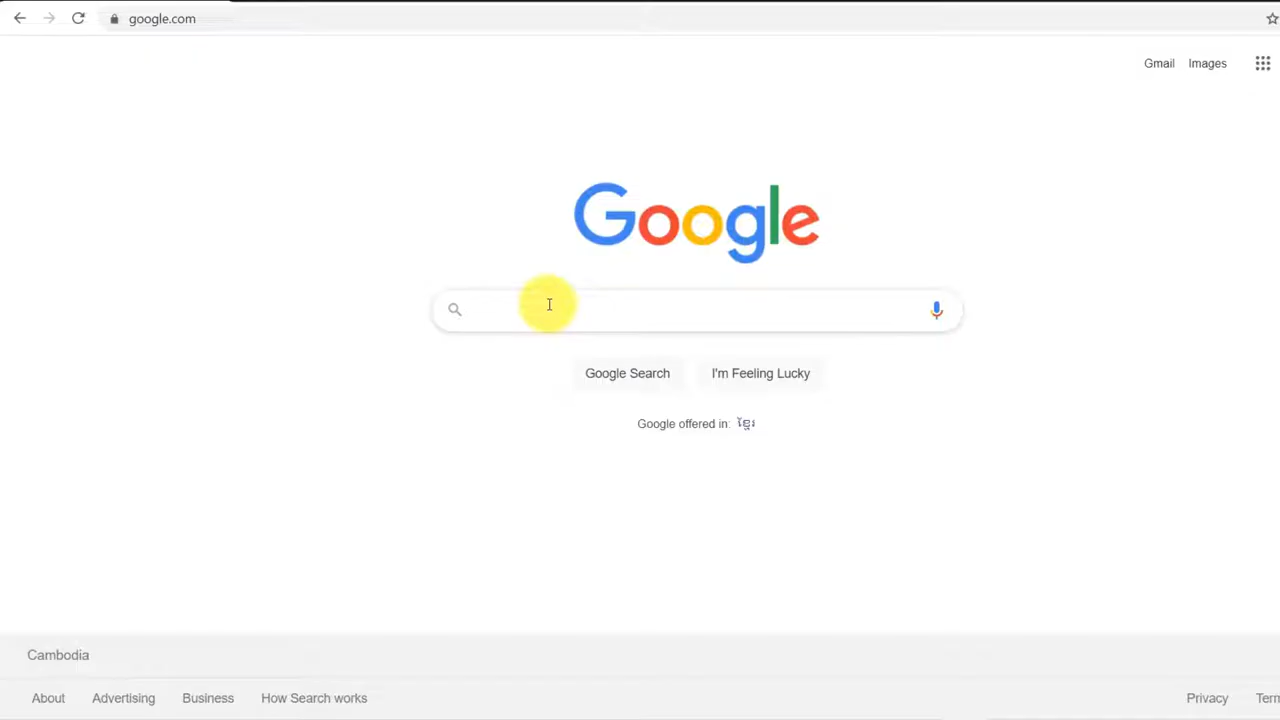 google.com
Gmail Images
Google
Google Search I'm Feeling Lucky
Google offered in: ខ្មែរ
Cambodia
About Advertising Business How Search works Privacy Term